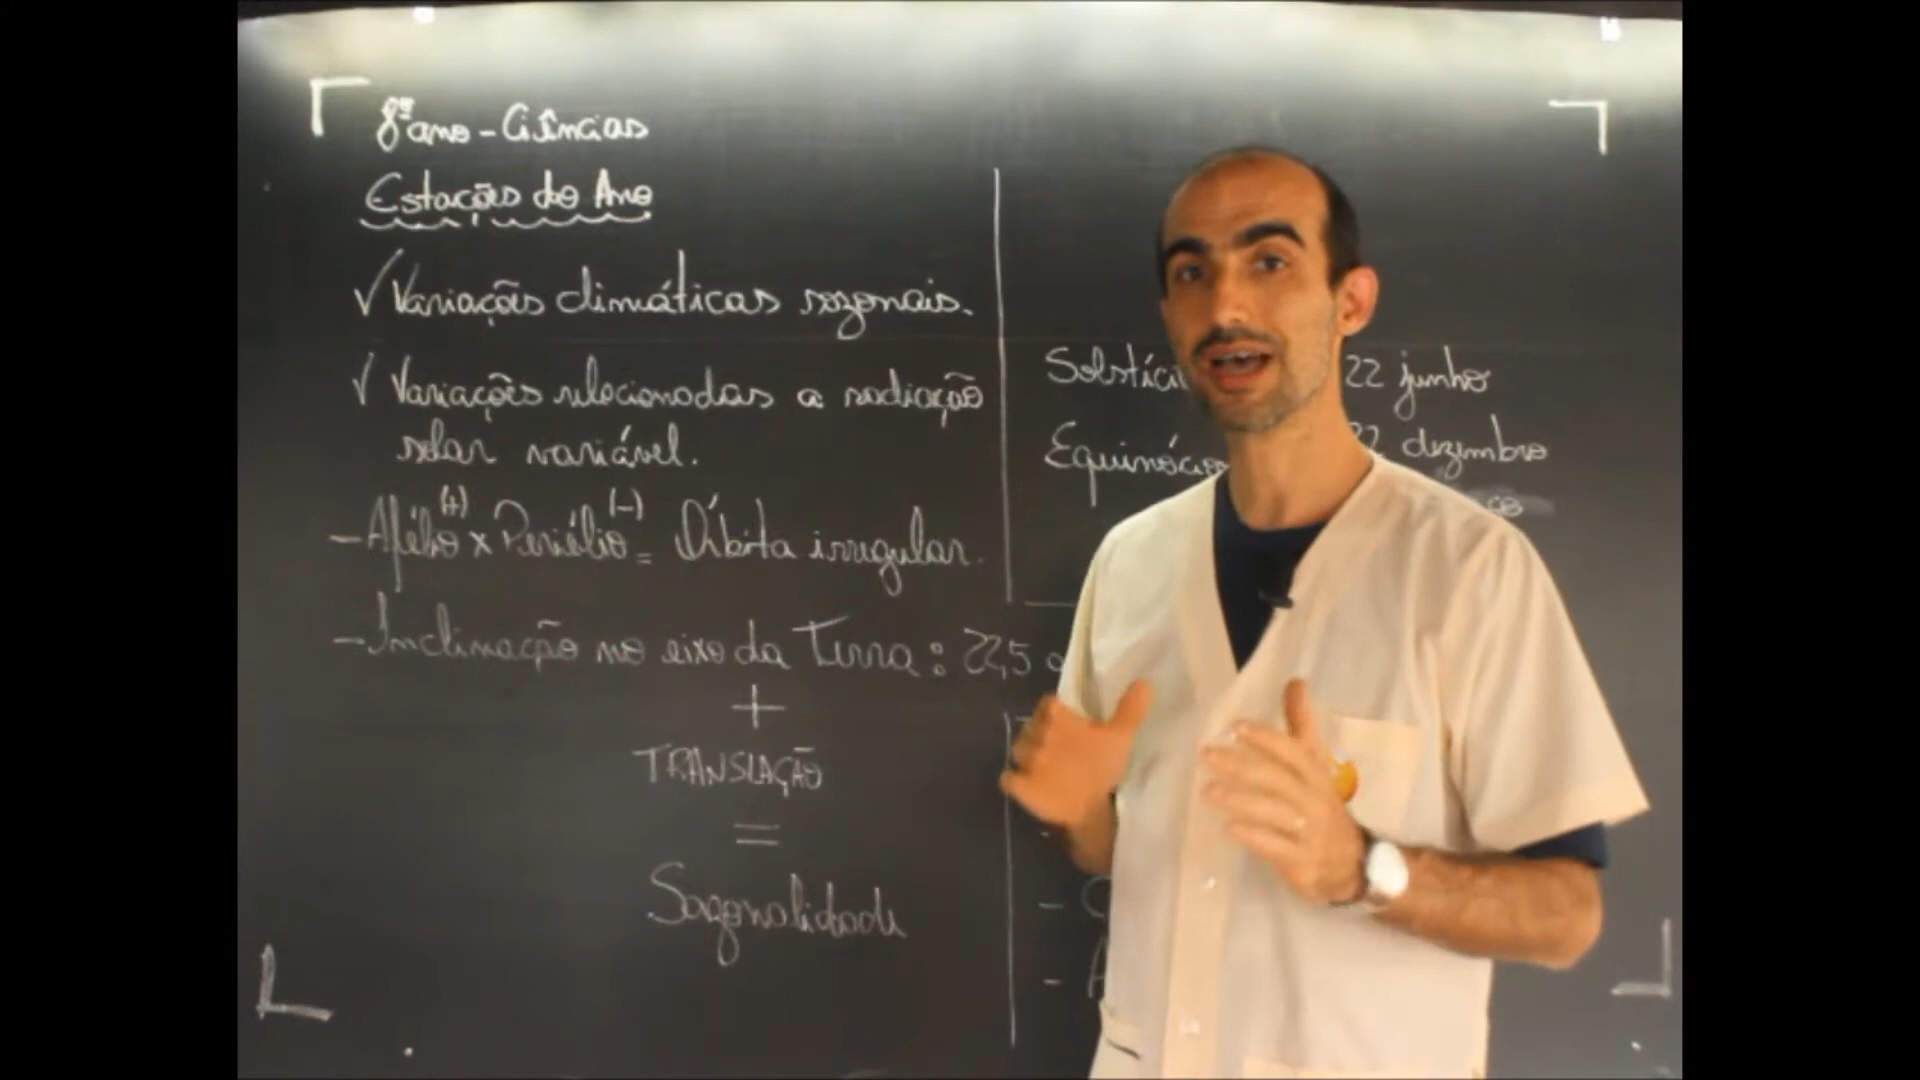 8º ano - Ciências
Estações do Ano
✓ Variações climáticas sazonais.
✓ Variações relacionadas a radiação
solar variável.
- Afélio (+) x Periélio (-) = Órbita irregular.
- Inclinação no eixo da Terra: 22,5
+
TRANSLAÇÃO
=
Sazonalidade
22 junho
Equinócio
dezembro